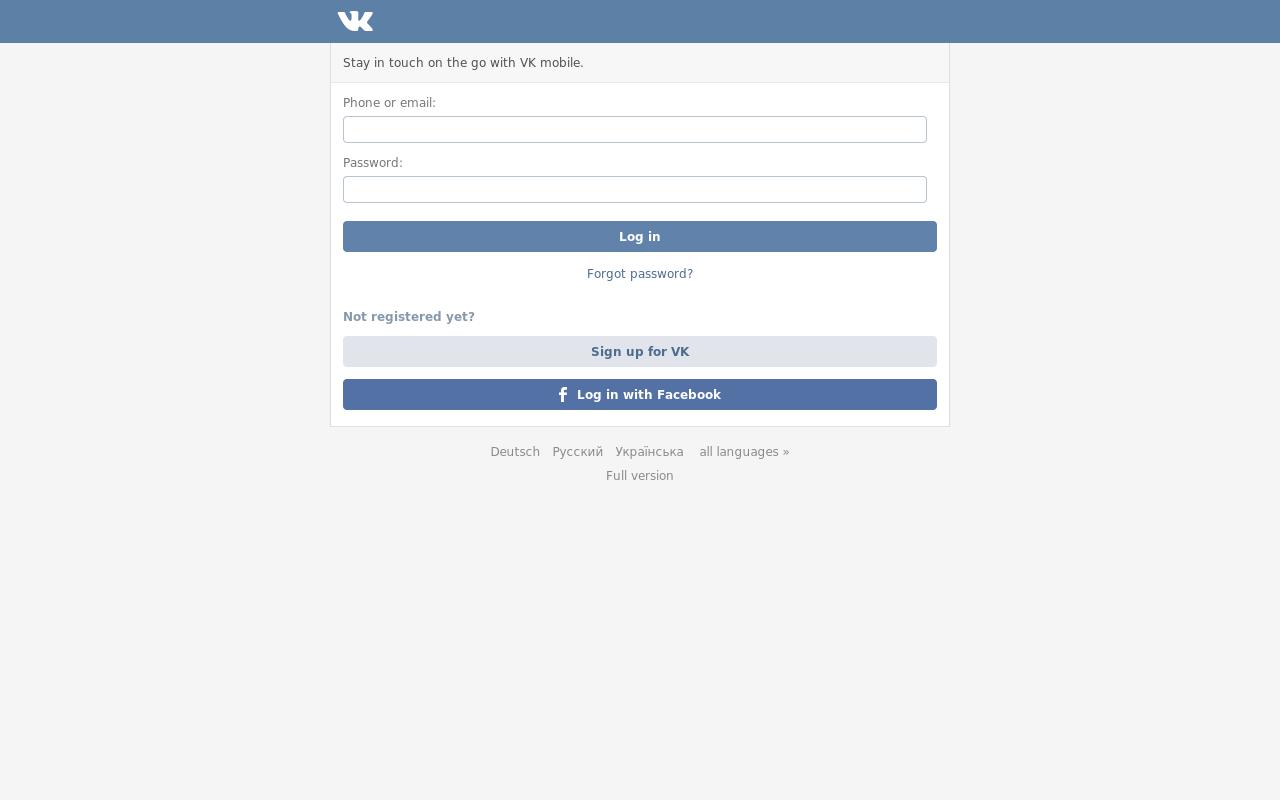 Stay in touch on the go with VK mobile.
Phone or email:
Password:
Log in
Forgot password?
Not registered yet?
Sign up for VK
Log in with Facebook
Deutsch Русский Українська all languages »
Full version